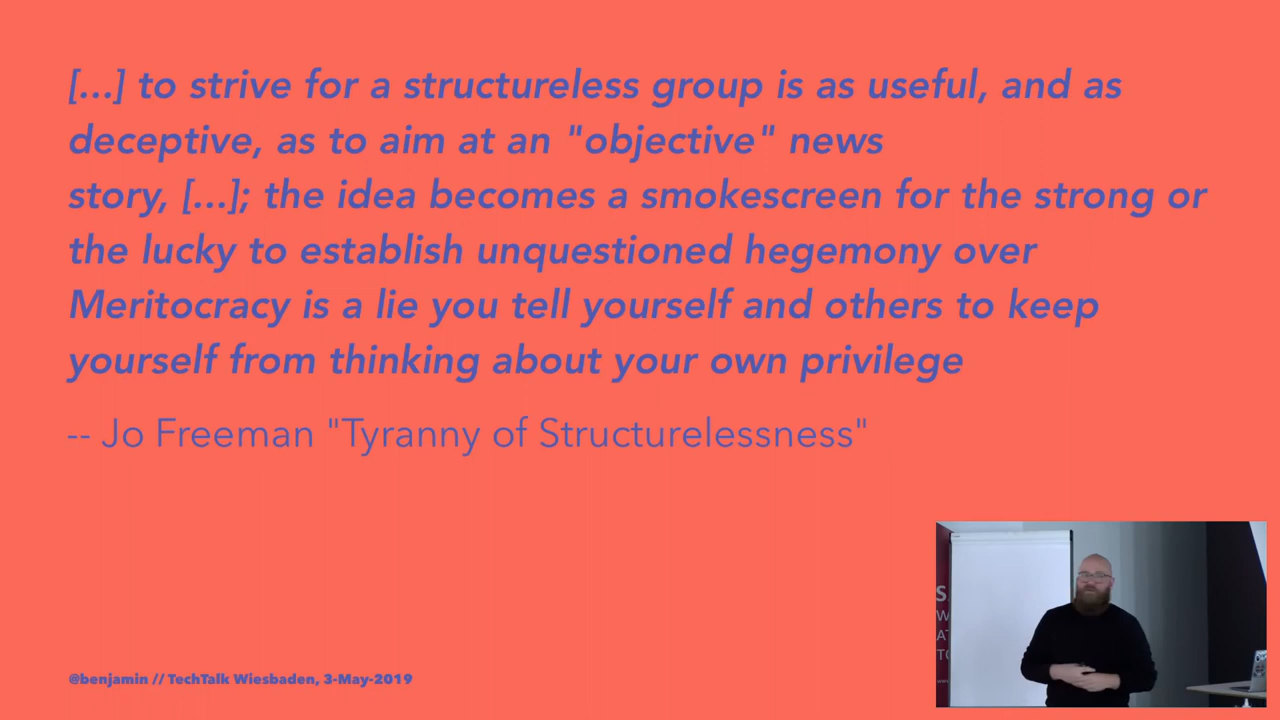 [...] to strive for a structureless group is as useful, and as
deceptive, as to aim at an "objective" news
story, [...]; the idea becomes a smokescreen for the strong or
the lucky to establish unquestioned hegemony over
Meritocracy is a lie you tell yourself and others to keep
yourself from thinking about your own privilege
-- Jo Freeman "Tyranny of Structurelessness"
@benjamin // TechTalk Wiesbaden, 3-May-2019